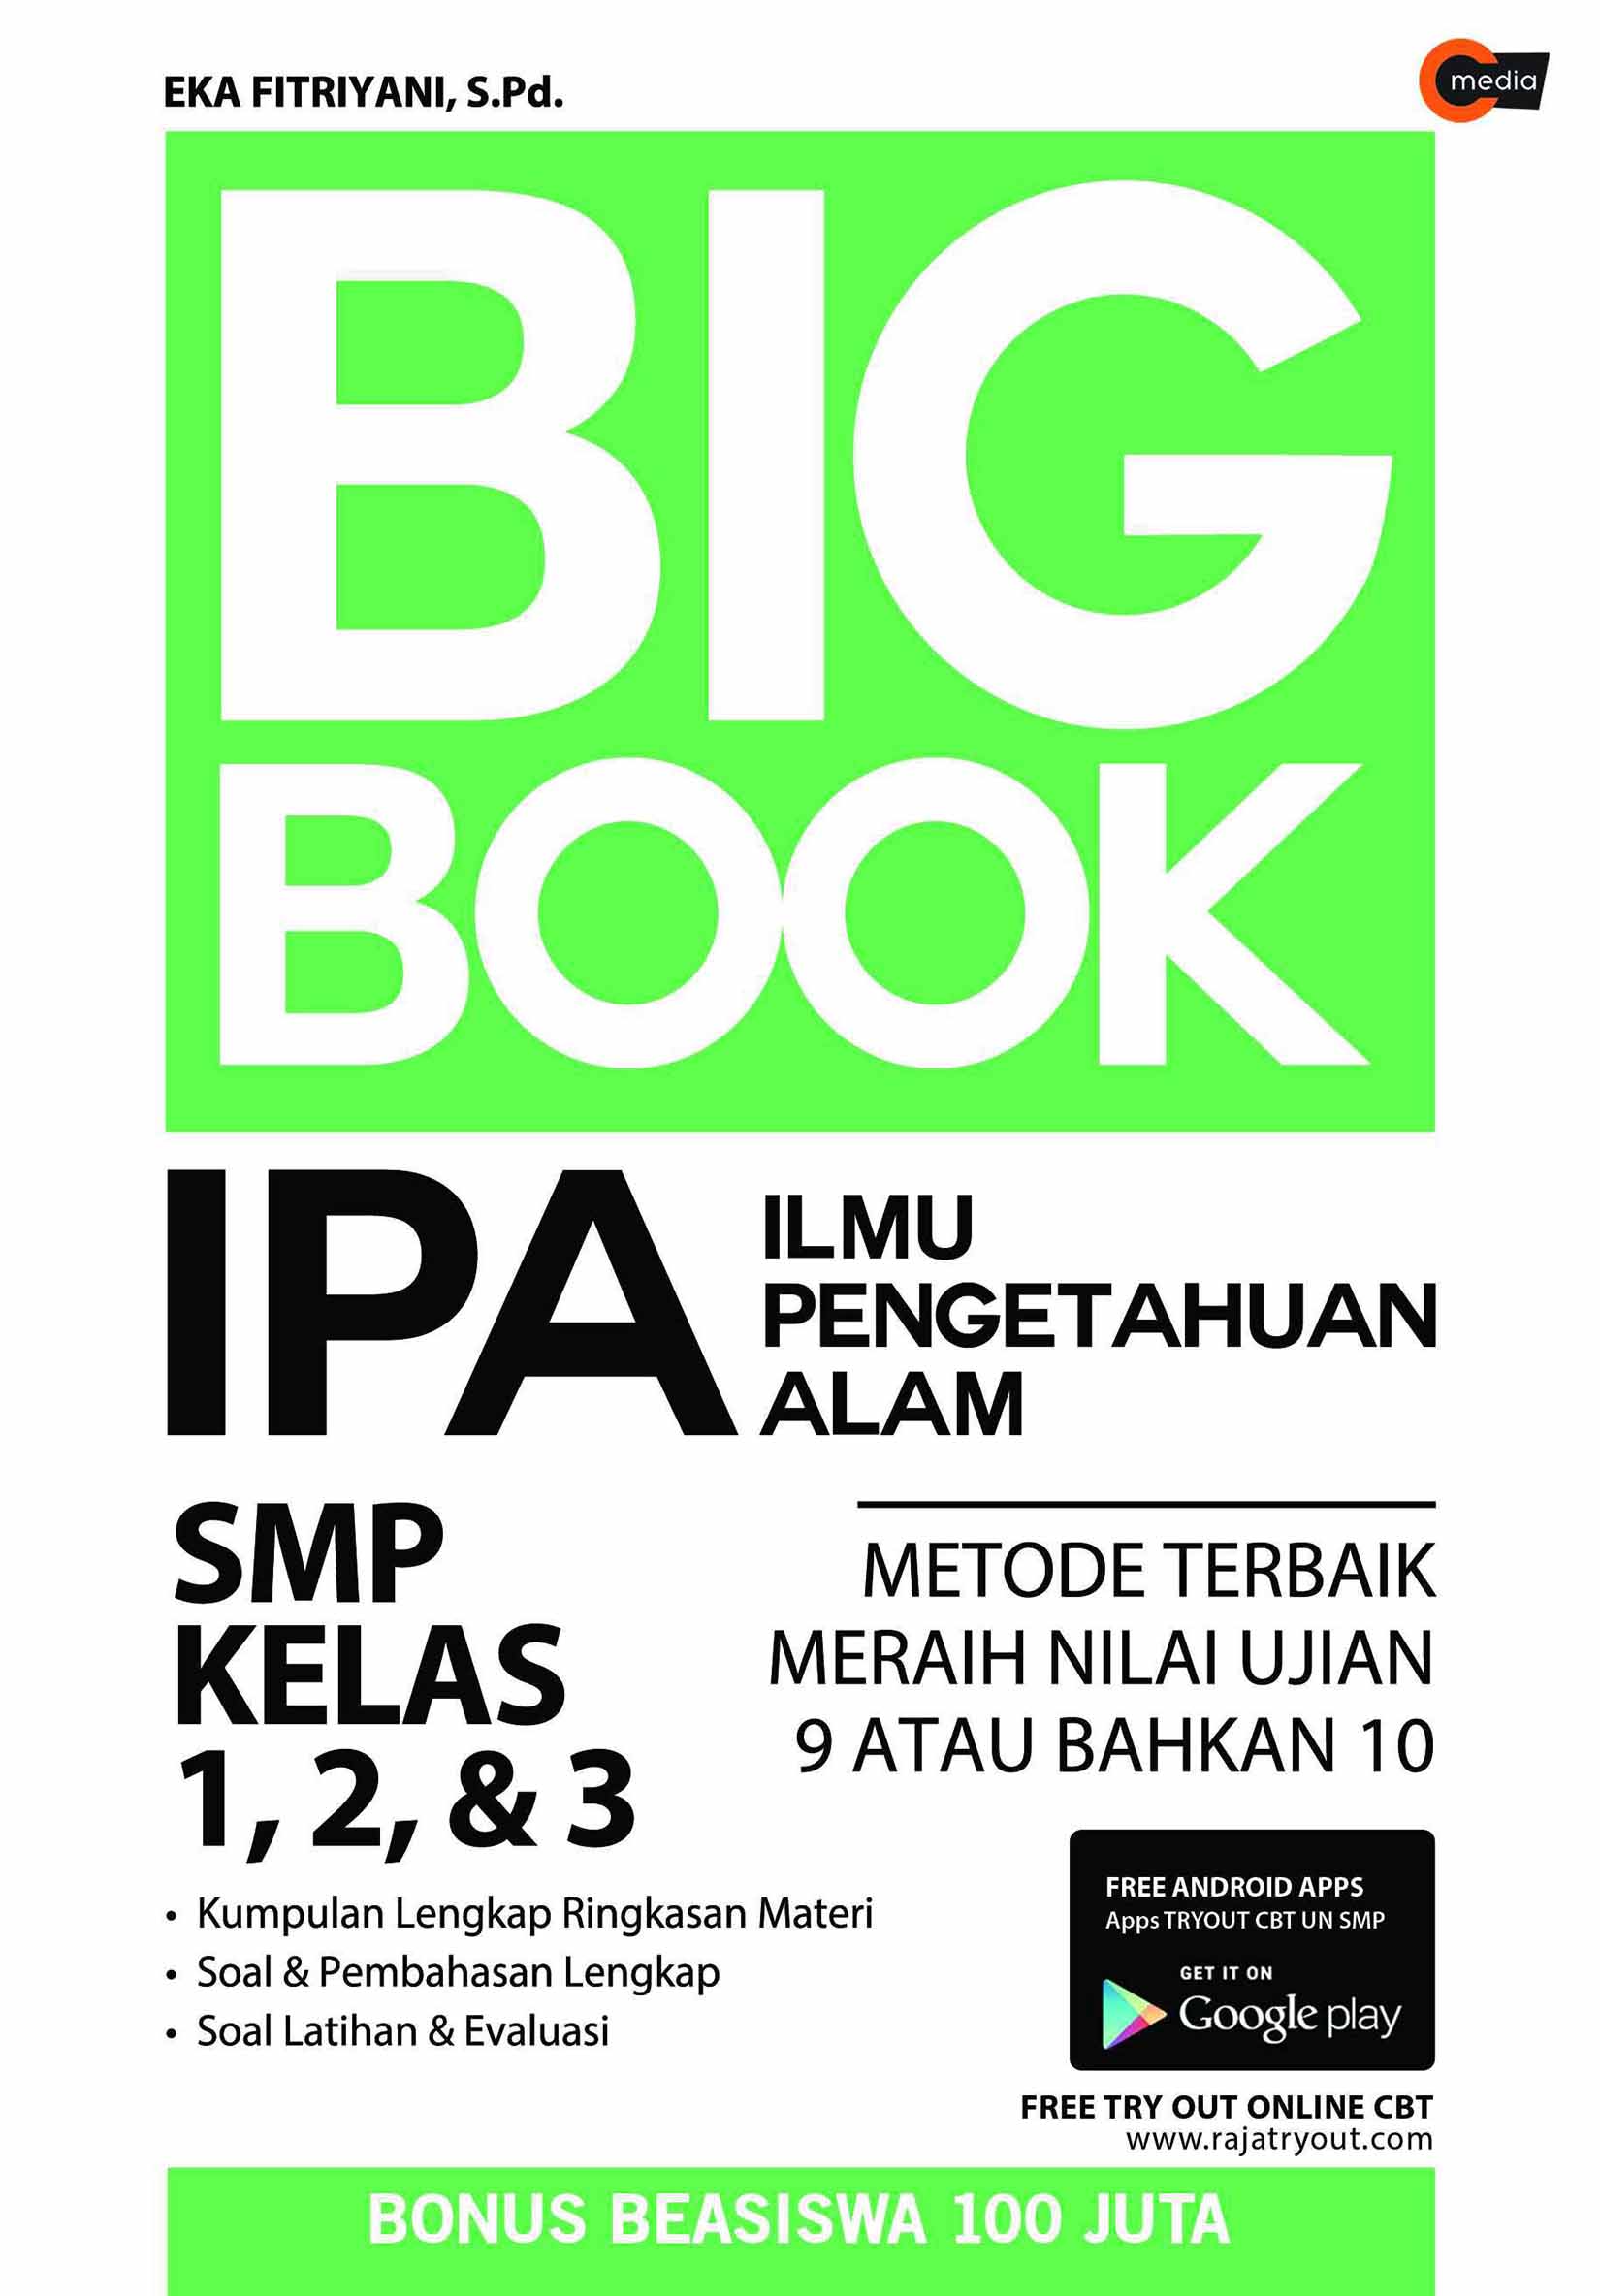 EKA FITRIYANI, S.Pd.
C media
BIG
BOOK
IPA
ILMU
PENGETAHUAN
ALAM
SMP
KELAS
1, 2, & 3
METODE TERBAIK
MERAIH NILAI UJIAN
9 ATAU BAHKAN 10
• Kumpulan Lengkap Ringkasan Materi
• Soal & Pembahasan Lengkap
• Soal Latihan & Evaluasi
FREE ANDROID APPS
Apps TRYOUT CBT UN SMP
GET IT ON
Google play
FREE TRY OUT ONLINE CBT
www.rajatryout.com
BONUS BEASISWA 100 JUTA